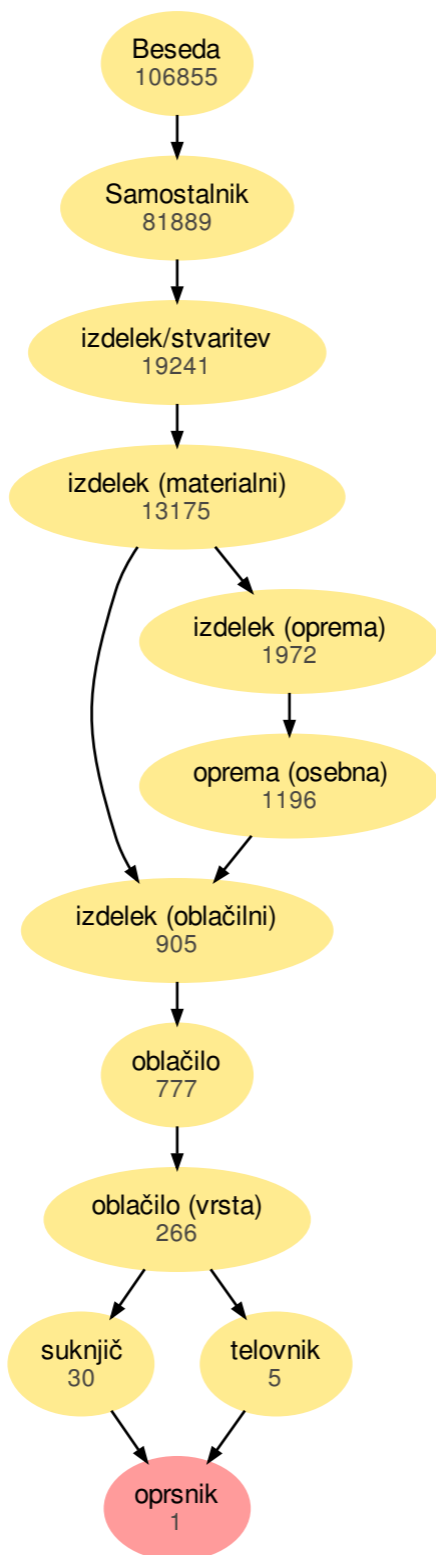 Beseda
106855
Samostalnik
81889
izdelek/stvaritev
19241
izdelek (materialni)
13175
izdelek (oprema)
1972
oprema (osebna)
1196
izdelek (oblačilni)
905
oblačilo
777
oblačilo (vrsta)
266
suknjič
30
telovnik
5
oprsnik
1